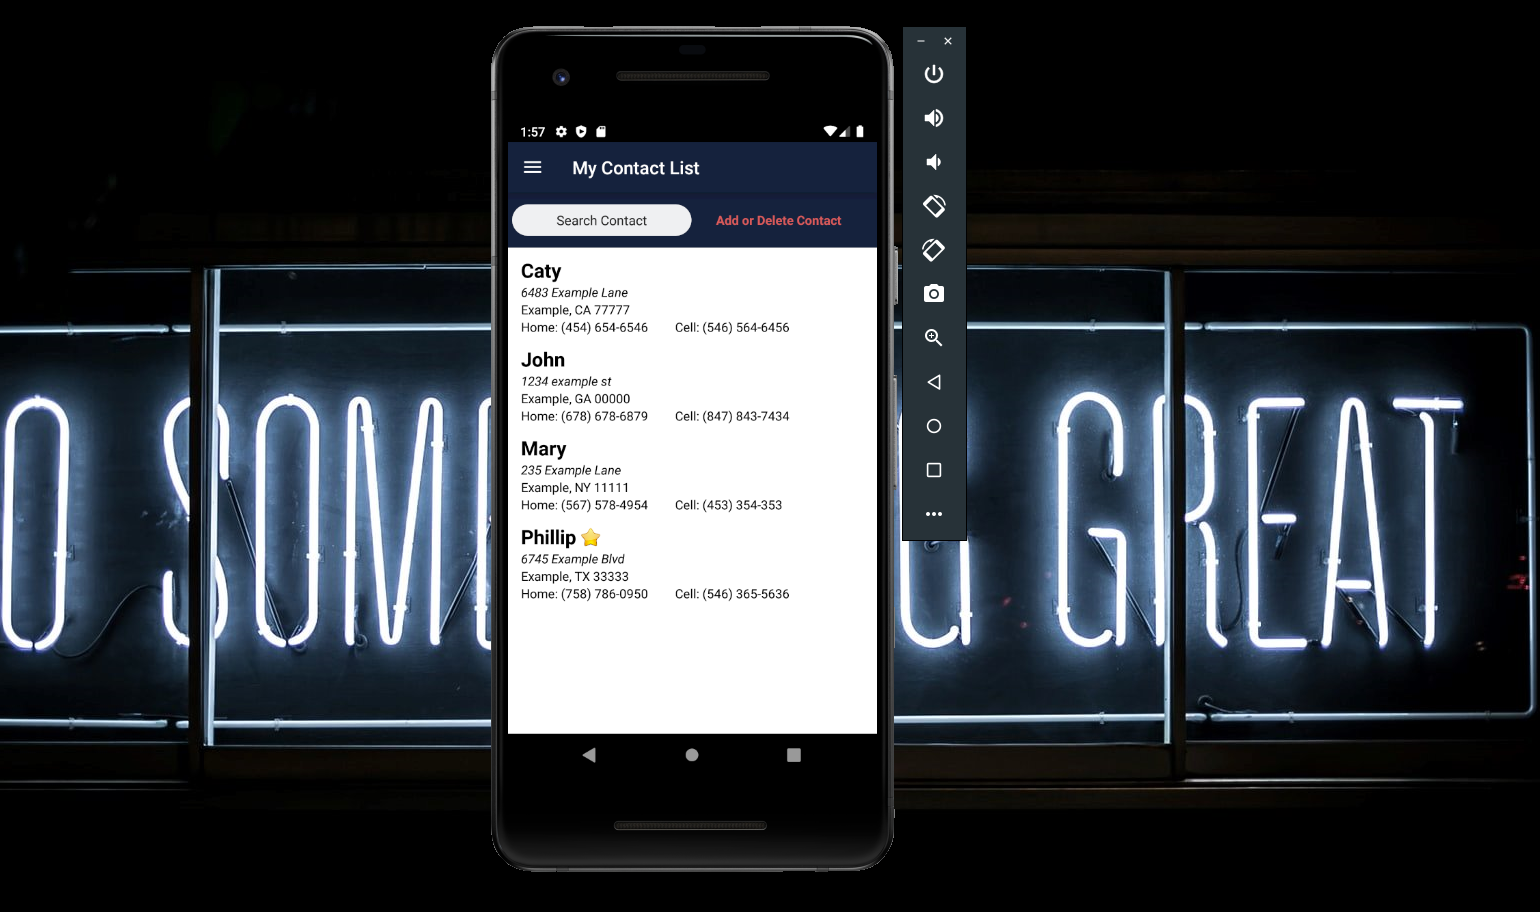 1:57
My Contact List
Search Contact
Add or Delete Contact
Caty
6483 Example Lane
Example, CA 77777
Home: (454) 654-6546 Cell: (546) 564-6456
John
1234 example st
Example, GA 00000
Home: (678) 678-6879 Cell: (847) 843-7434
Mary
235 Example Lane
Example, NY 11111
Home: (567) 578-4954 Cell: (453) 354-353
Phillip ⭐
6745 Example Blvd
Example, TX 33333
Home: (758) 786-0950 Cell: (546) 365-5636
O SOM G GREAT